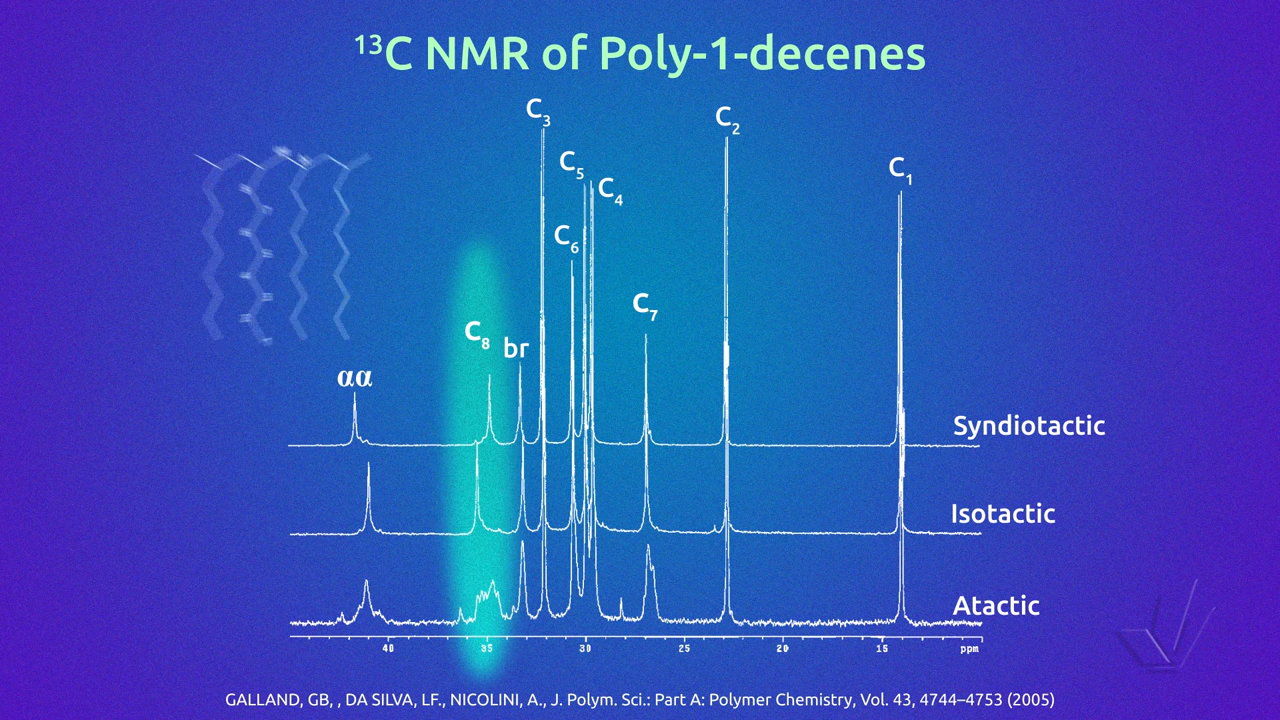 ¹³C NMR of Poly-1-decenes
C₃
C₂
C₅
C₁
C₄
C₆
C₇
C₈
br
αα
Syndiotactic
Isotactic
Atactic
40 35 30 25 20 15 ppm
GALLAND, GB, , DA SILVA, LF., NICOLINI, A., J. Polym. Sci.: Part A: Polymer Chemistry, Vol. 43, 4744–4753 (2005)